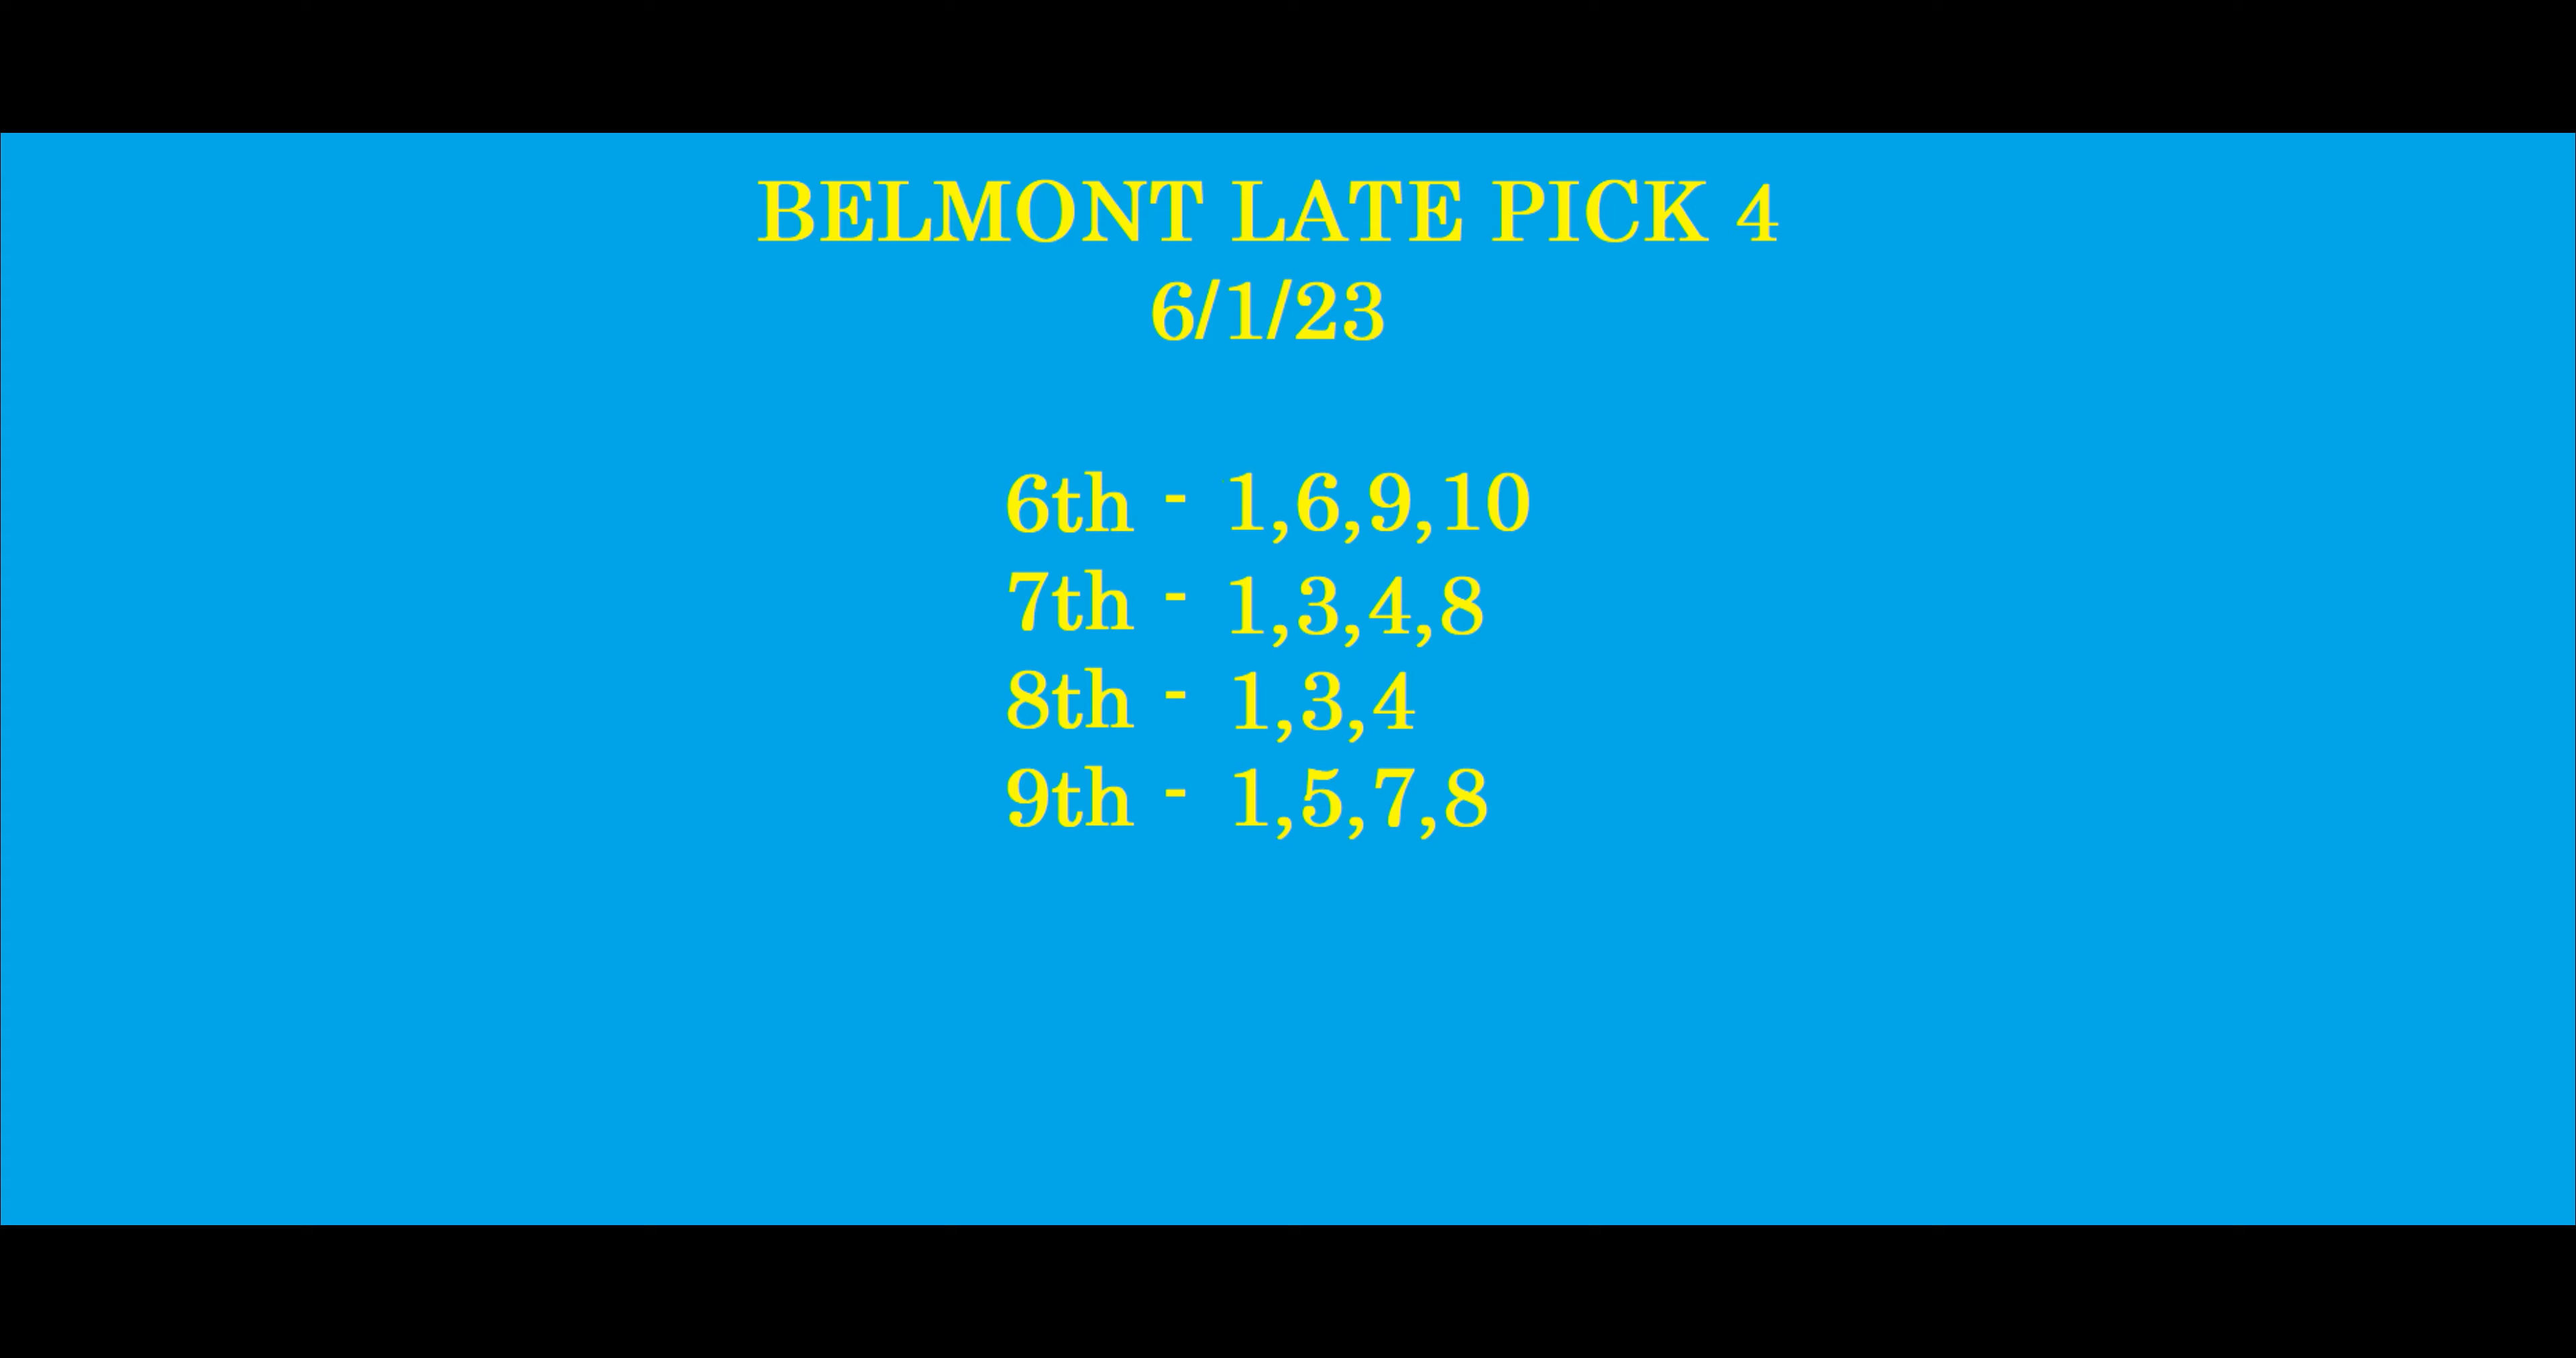 BELMONT LATE PICK 4
6/1/23
6th - 1,6,9,10
7th - 1,3,4,8
8th - 1,3,4
9th - 1,5,7,8